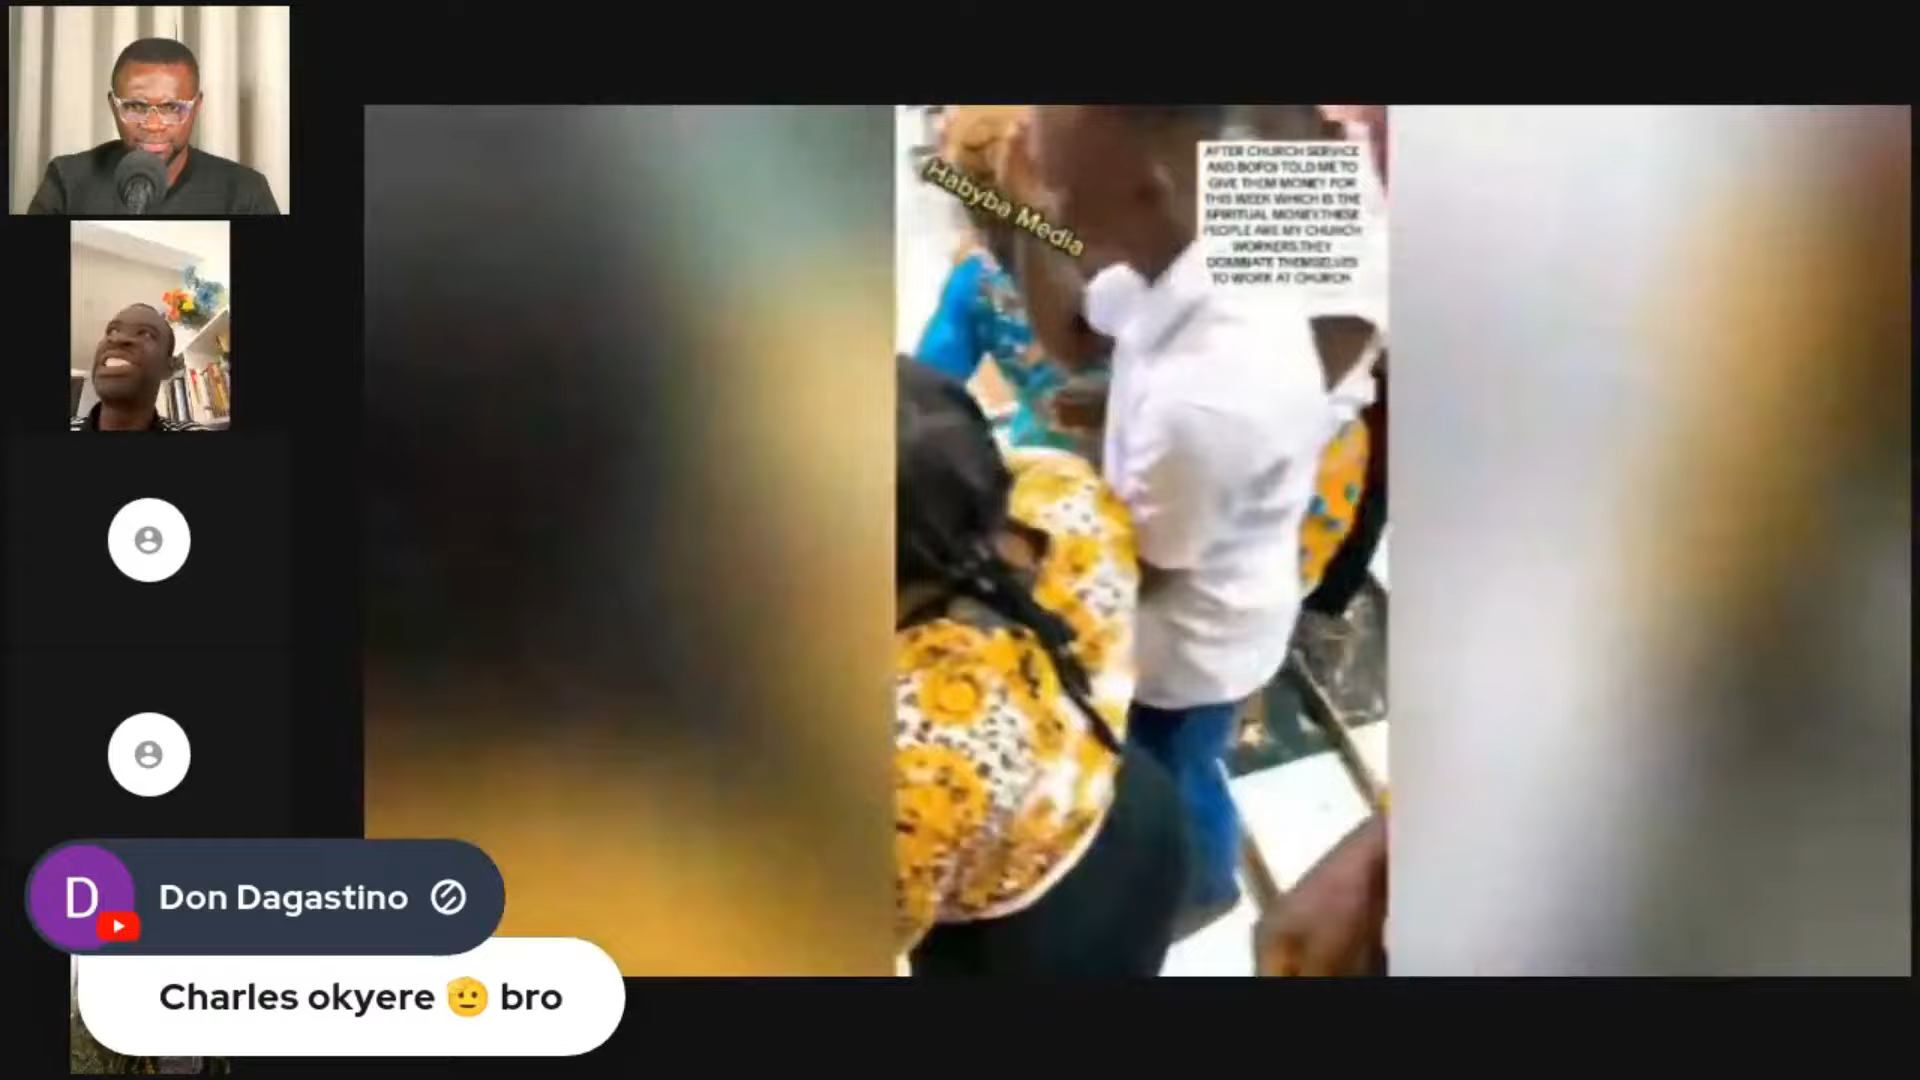 Habyba Media
AFTER CHURCH SERVICE
AND BOFOI TOLD ME TO
GIVE THEM MONEY FOR
THIS WEEK WHICH IS THE
SPIRITUAL MONEY.THESE
PEOPLE ARE MY CHURCH
WORKERS.THEY
DOMINATE THEMSELVES
TO WORK AT CHURCH
D
Don Dagastino
Charles okyere 🫡 bro